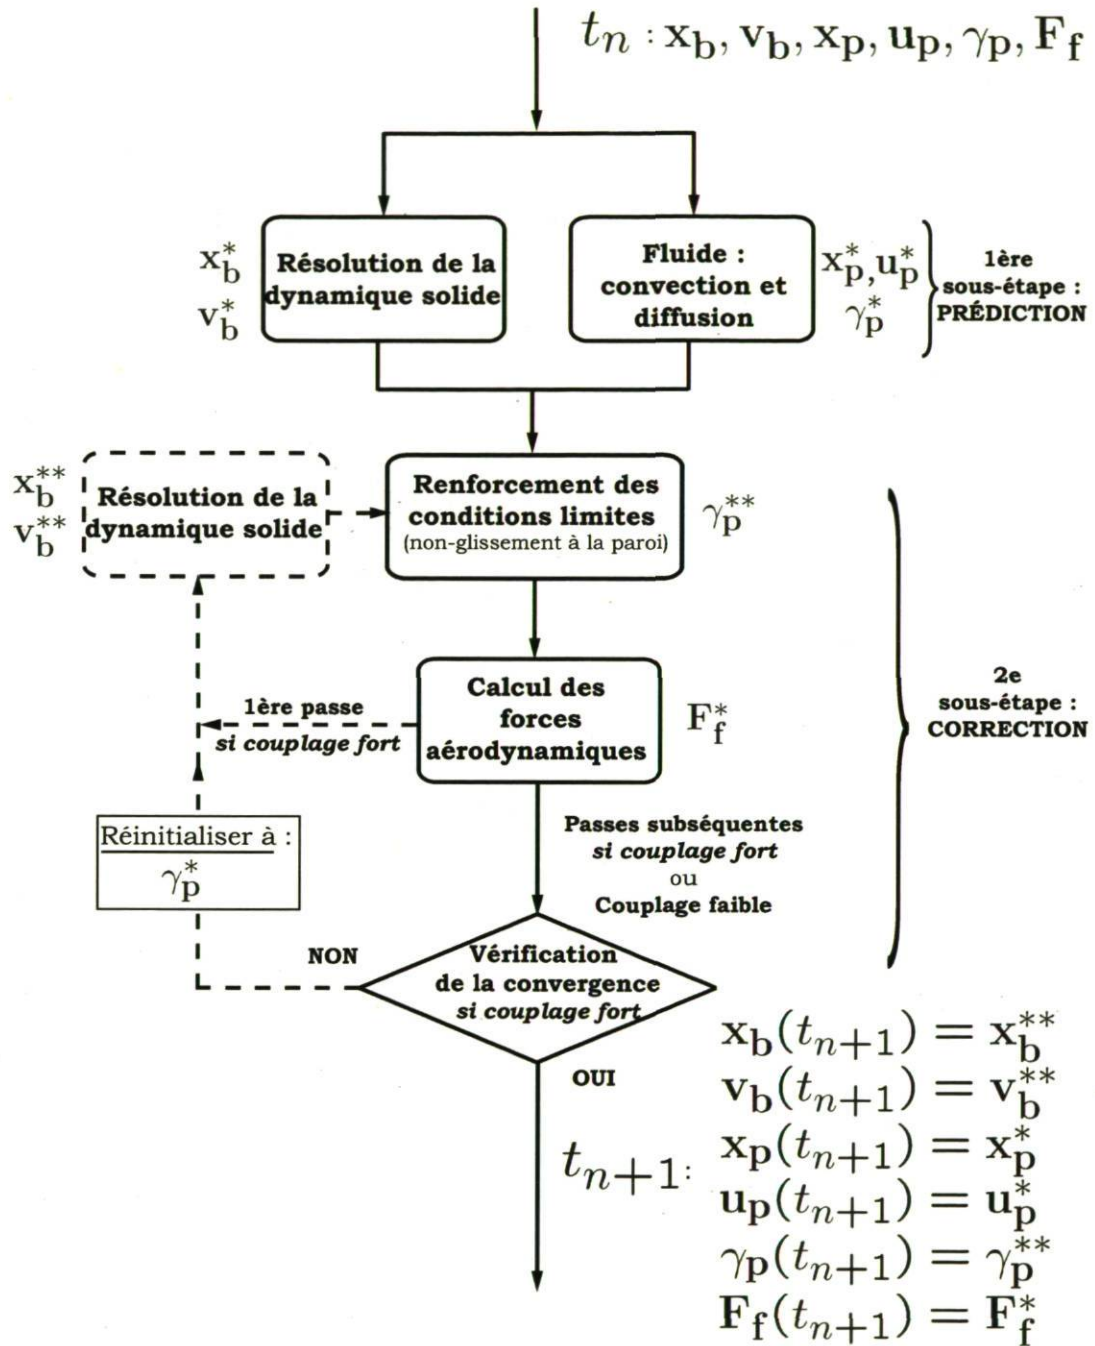 t_n : x_b, v_b, x_p, u_p, γ_p, F_f
x_b^*
v_b^*
Résolution de la
dynamique solide
Fluide :
convection et
diffusion
x_p^*, u_p^*
γ_p^*
1ère
sous-étape :
PRÉDICTION
x_b^{**}
v_b^{**}
Résolution de la
dynamique solide
Renforcement des
conditions limites
(non-glissement à la paroi)
γ_p^{**}
Calcul des
forces
aérodynamiques
F_f^*
1ère passe
si couplage fort
2e
sous-étape :
CORRECTION
Réinitialiser à :
γ_p^*
Passes subséquentes
si couplage fort
ou
Couplage faible
NON
Vérification
de la convergence
si couplage fort
OUI
t_{n+1}:
x_b(t_{n+1}) = x_b^{**}
v_b(t_{n+1}) = v_b^{**}
x_p(t_{n+1}) = x_p^*
u_p(t_{n+1}) = u_p^*
γ_p(t_{n+1}) = γ_p^{**}
F_f(t_{n+1}) = F_f^*